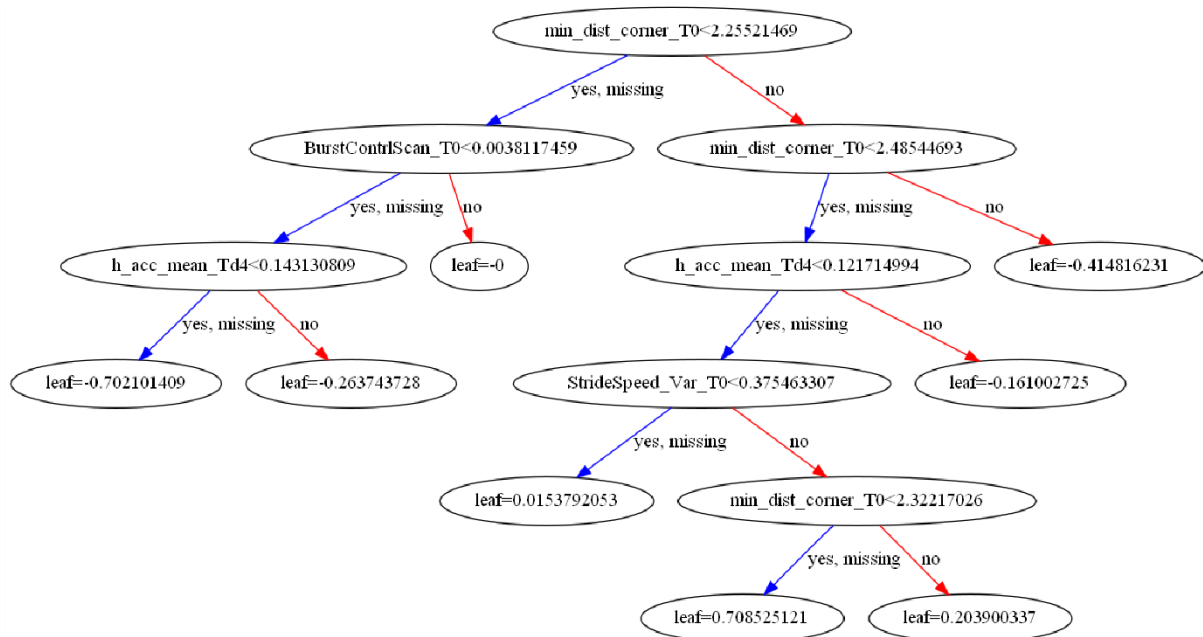 min_dist_corner_T0<2.25521469
yes, missing
no
BurstContrlScan_T0<0.0038117459
min_dist_corner_T0<2.48544693
yes, missing
no
yes, missing
no
h_acc_mean_Td4<0.143130809
leaf=-0
h_acc_mean_Td4<0.121714994
leaf=-0.414816231
yes, missing
no
yes, missing
no
leaf=-0.702101409
leaf=-0.263743728
StrideSpeed_Var_T0<0.375463307
leaf=-0.161002725
yes, missing
no
leaf=0.0153792053
min_dist_corner_T0<2.32217026
yes, missing
no
leaf=0.708525121
leaf=0.203900337